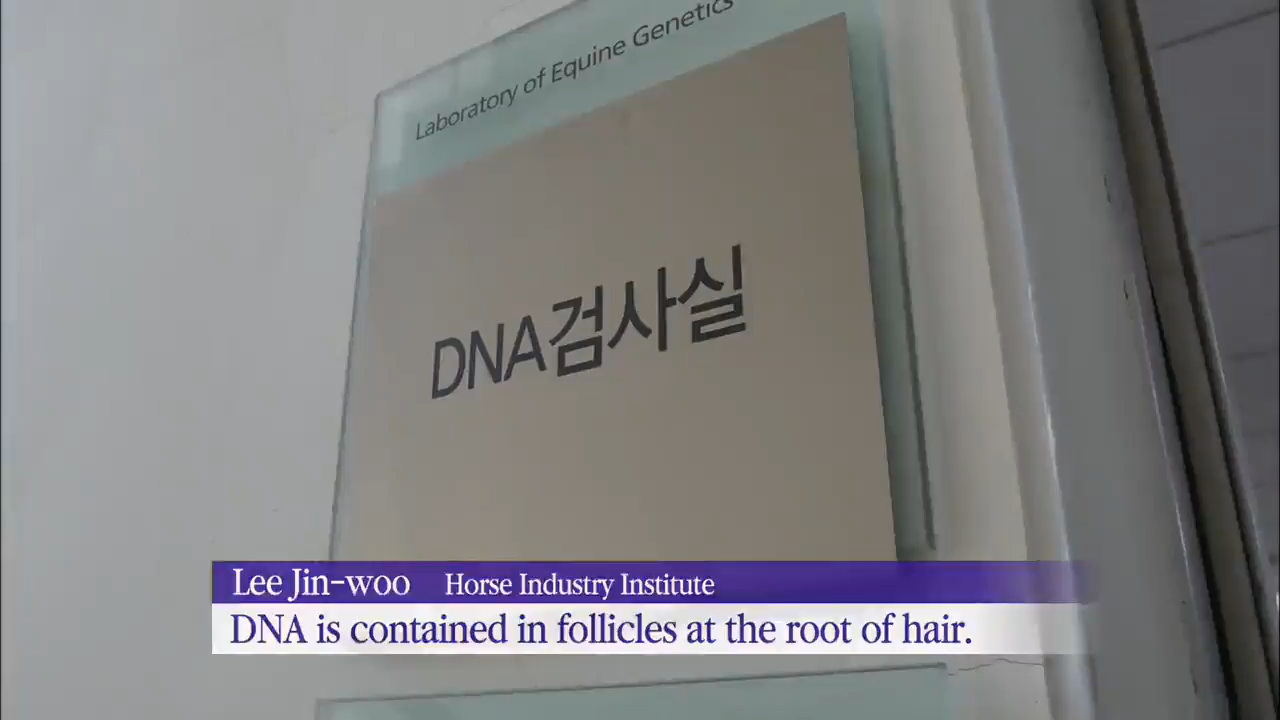 Laboratory of Equine Genetics
DNA검사실
Lee Jin-woo Horse Industry Institute
DNA is contained in follicles at the root of hair.